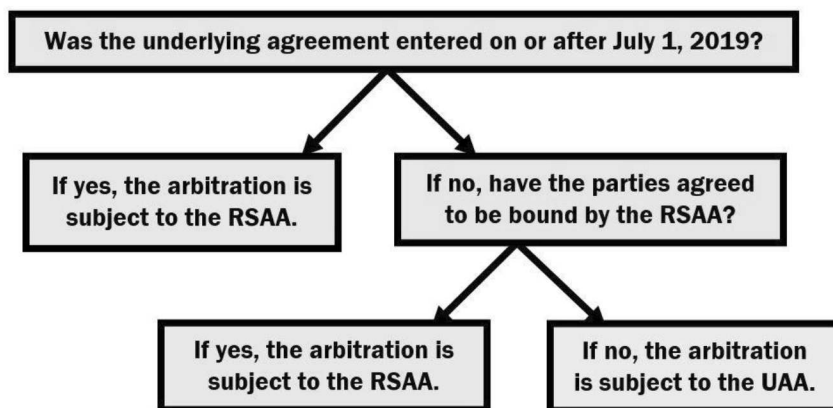 Was the underlying agreement entered on or after July 1, 2019?
If yes, the arbitration is
subject to the RSAA.
If no, have the parties agreed
to be bound by the RSAA?
If yes, the arbitration is
subject to the RSAA.
If no, the arbitration
is subject to the UAA.